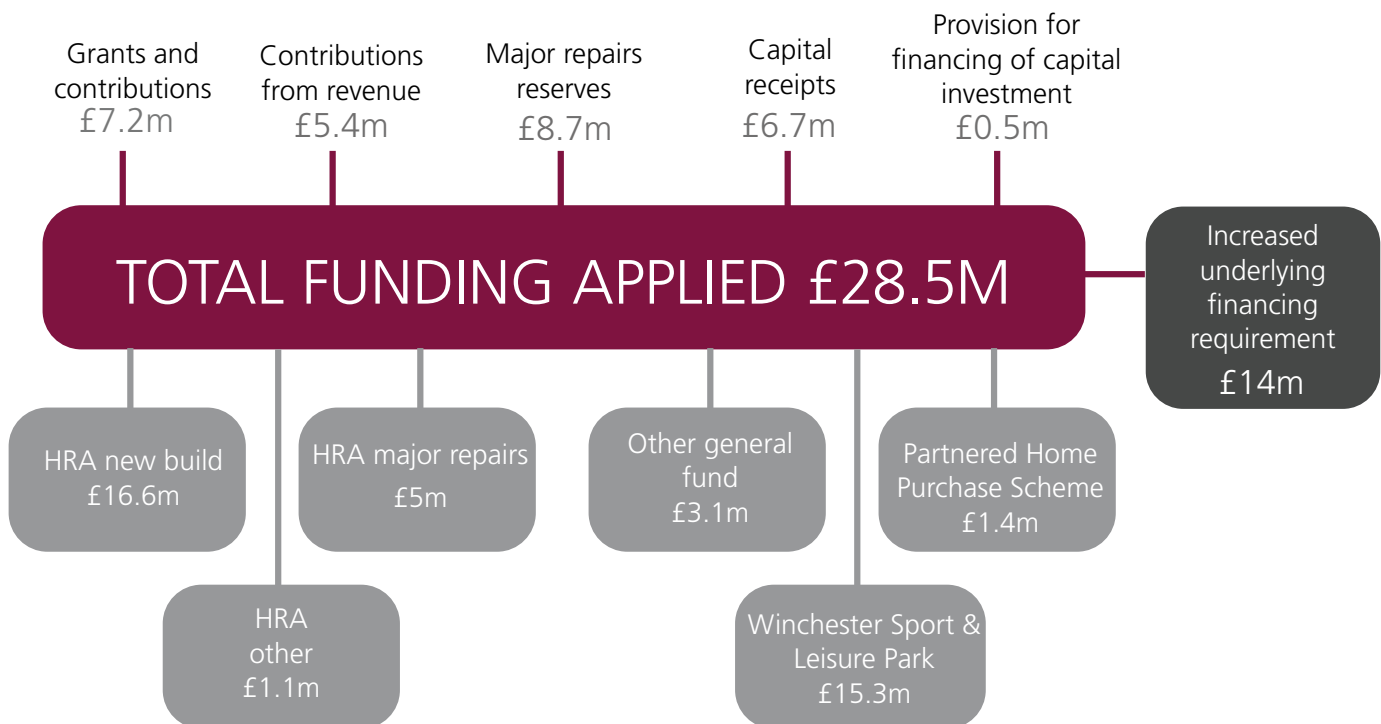 Grants and
contributions
£7.2m
Contributions
from revenue
£5.4m
Major repairs
reserves
£8.7m
Capital
receipts
£6.7m
Provision for
financing of capital
investment
£0.5m
TOTAL FUNDING APPLIED £28.5M
Increased
underlying
financing
requirement
£14m
HRA new build
£16.6m
HRA
other
£1.1m
HRA major repairs
£5m
Other general
fund
£3.1m
Winchester Sport &
Leisure Park
£15.3m
Partnered Home
Purchase Scheme
£1.4m